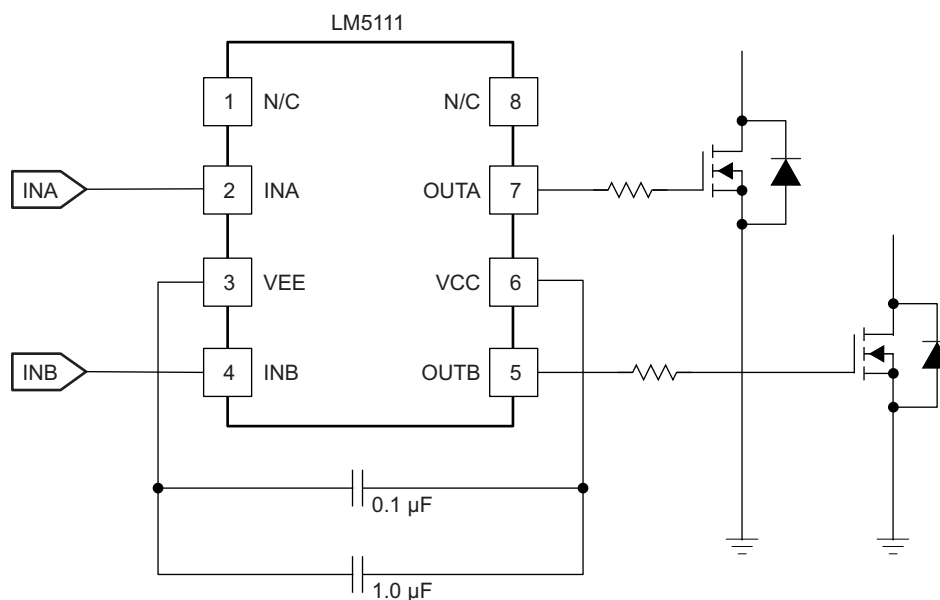 LM5111
1 N/C N/C 8
INA 2 INA OUTA 7
3 VEE VCC 6
INB 4 INB OUTB 5
0.1 µF
1.0 µF